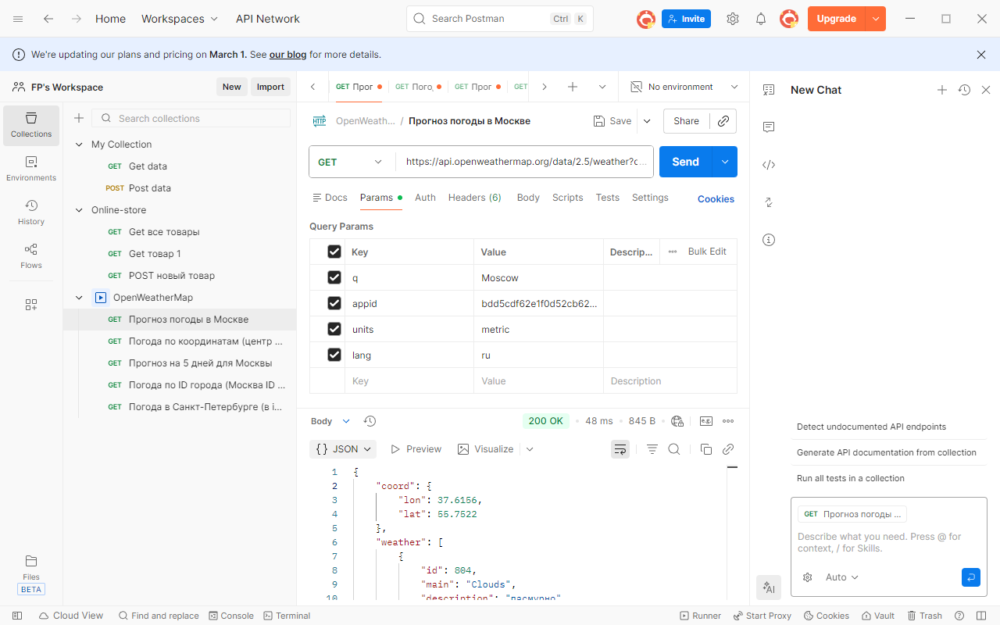 Home Workspaces API Network Search Postman Ctrl K Invite Upgrade
We're updating our plans and pricing on March 1. See our blog for more details.
FP's Workspace New Import
Collections
Environments
History
Flows
Files
BETA
Search collections
My Collection
GET Get data
POST Post data
Online-store
GET Get все товары
GET Get товар 1
GET POST новый товар
OpenWeatherMap
GET Прогноз погоды в Москве
GET Погода по координатам (центр ...
GET Прогноз на 5 дней для Москвы
GET Погода по ID города (Москва ID ...
GET Погода в Санкт-Петербурге (в i...
GET Прог GET Пого GET Прог GET No environment
HTTP OpenWeath... / Прогноз погоды в Москве Save Share
GET https://api.openweathermap.org/data/2.5/weather?q... Send
Docs Params Auth Headers (6) Body Scripts Tests Settings Cookies
Query Params
Key Value Descrip... Bulk Edit
q Moscow
appid bdd5cdf62e1f0d52cb62...
units metric
lang ru
Key Value Description
Body 200 OK 48 ms 845 B e.g.
{} JSON Preview Visualize
1 {
2 "coord": {
3 "lon": 37.6156,
4 "lat": 55.7522
5 },
6 "weather": [
7 {
8 "id": 804,
9 "main": "Clouds",
10 "description": "пасмурно"
New Chat
Detect undocumented API endpoints
Generate API documentation from collection
Run all tests in a collection
GET Прогноз погоды ...
Describe what you need. Press @ for
context, / for Skills.
Auto
AI
Cloud View Find and replace Console Terminal Runner Start Proxy Cookies Vault Trash